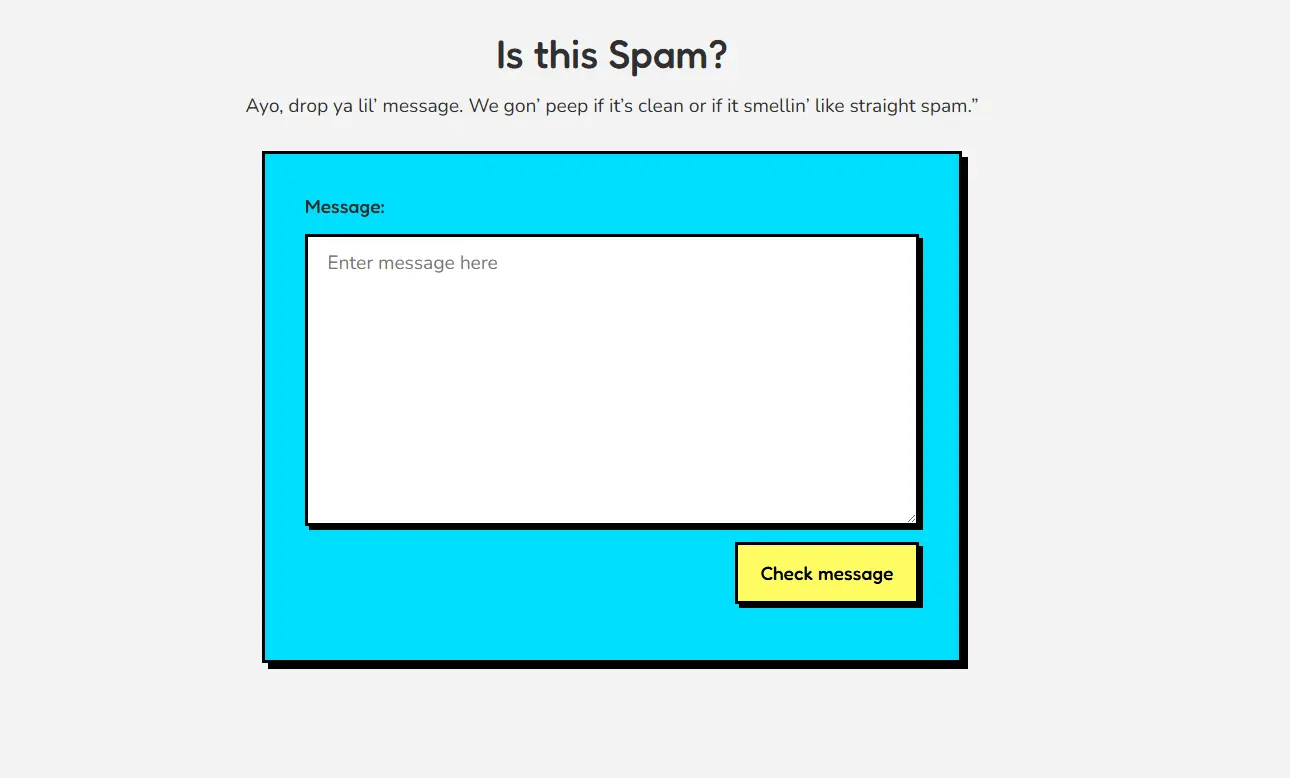 Is this Spam?
Ayo, drop ya lil’ message. We gon’ peep if it’s clean or if it smellin’ like straight spam.”
Message:
Enter message here
Check message